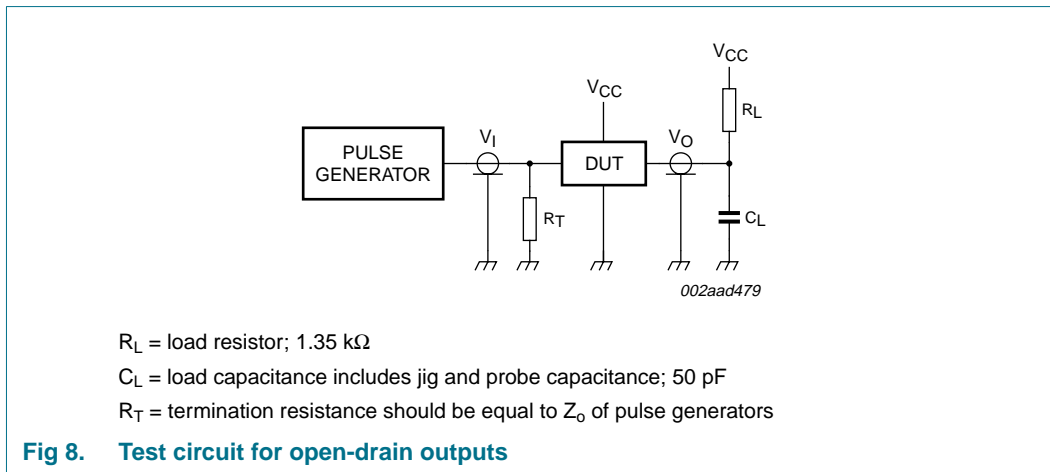 VCC
RL
VCC
PULSE
GENERATOR
VI
DUT
VO
RT
CL
002aad479
RL = load resistor; 1.35 kΩ
CL = load capacitance includes jig and probe capacitance; 50 pF
RT = termination resistance should be equal to Zo of pulse generators
Fig 8. Test circuit for open-drain outputs